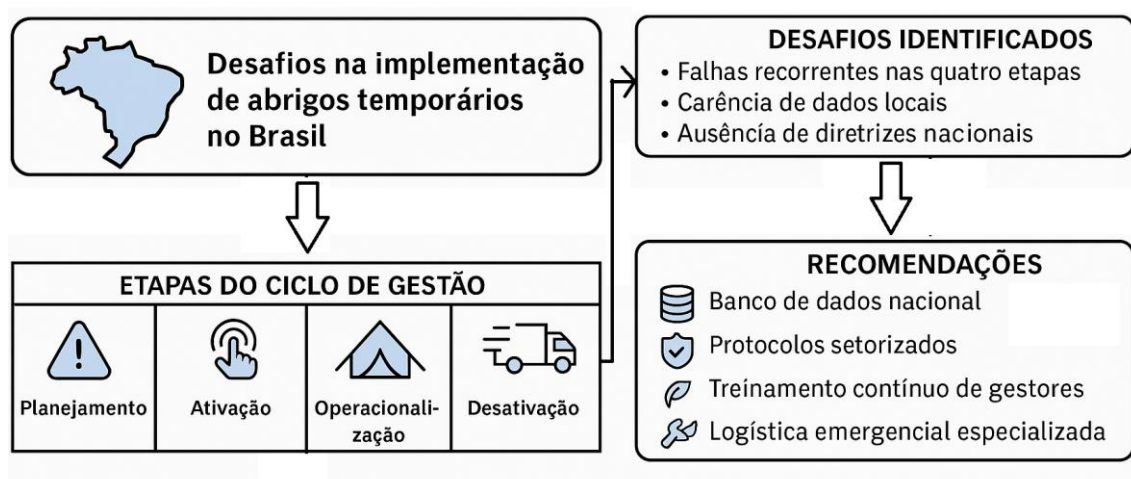 Desafios na implementação
de abrigos temporários
no Brasil
ETAPAS DO CICLO DE GESTÃO
Planejamento
Ativação
Operacionali-
zação
Desativação
DESAFIOS IDENTIFICADOS
• Falhas recorrentes nas quatro etapas
• Carência de dados locais
• Ausêncía de diretrizes nacionais
RECOMENDAÇÕES
Banco de dados nacional
Protocolos setorizados
Treínamento contínuo de gestores
Logística emergencial especializada